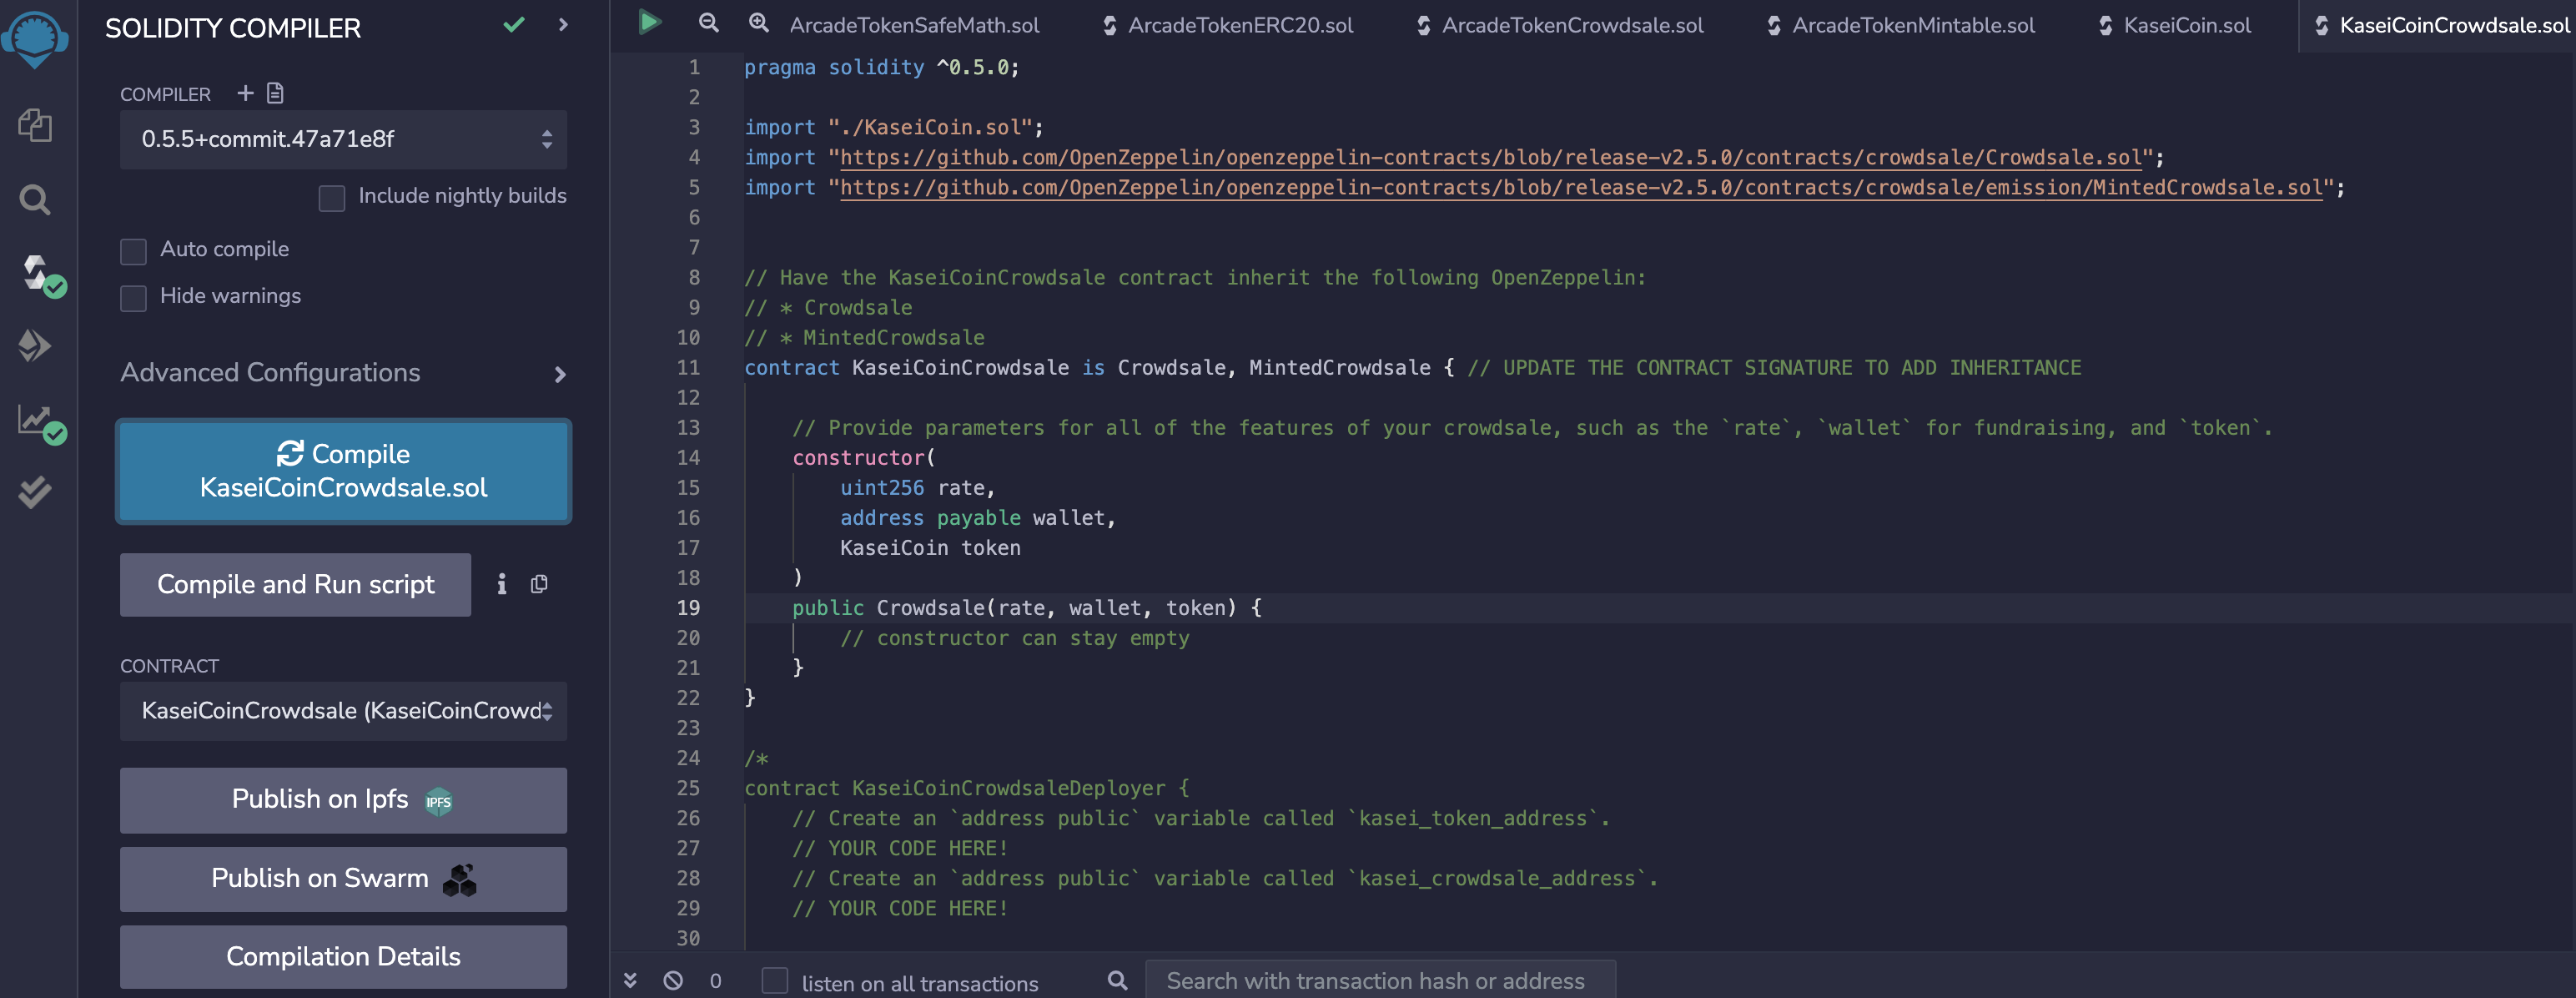 SOLIDITY COMPILER
COMPILER
0.5.5+commit.47a71e8f
Include nightly builds
Auto compile
Hide warnings
Advanced Configurations
Compile
KaseiCoinCrowdsale.sol
Compile and Run script
CONTRACT
KaseiCoinCrowdsale (KaseiCoinCrowd
Publish on Ipfs IPFS
Publish on Swarm
Compilation Details
ArcadeTokenSafeMath.sol ArcadeTokenERC20.sol ArcadeTokenCrowdsale.sol ArcadeTokenMintable.sol KaseiCoin.sol KaseiCoinCrowdsale.sol
1 pragma solidity ^0.5.0;
2
3 import "./KaseiCoin.sol";
4 import "https://github.com/OpenZeppelin/openzeppelin-contracts/blob/release-v2.5.0/contracts/crowdsale/Crowdsale.sol";
5 import "https://github.com/OpenZeppelin/openzeppelin-contracts/blob/release-v2.5.0/contracts/crowdsale/emission/MintedCrowdsale.sol";
6
7
8 // Have the KaseiCoinCrowdsale contract inherit the following OpenZeppelin:
9 // * Crowdsale
10 // * MintedCrowdsale
11 contract KaseiCoinCrowdsale is Crowdsale, MintedCrowdsale { // UPDATE THE CONTRACT SIGNATURE TO ADD INHERITANCE
12
13 // Provide parameters for all of the features of your crowdsale, such as the `rate`, `wallet` for fundraising, and `token`.
14 constructor(
15 uint256 rate,
16 address payable wallet,
17 KaseiCoin token
18 )
19 public Crowdsale(rate, wallet, token) {
20 // constructor can stay empty
21 }
22 }
23
24 /*
25 contract KaseiCoinCrowdsaleDeployer {
26 // Create an `address public` variable called `kasei_token_address`.
27 // YOUR CODE HERE!
28 // Create an `address public` variable called `kasei_crowdsale_address`.
29 // YOUR CODE HERE!
30
0 listen on all transactions Search with transaction hash or address